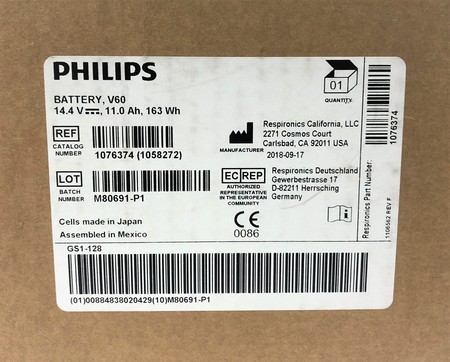 PHILIPS
BATTERY, V60
14.4 V⎓, 11.0 Ah, 163 Wh
01
QUANTITY
REF
CATALOG
NUMBER
1076374 (1058272)
MANUFACTURER
Respironics California, LLC
2271 Cosmos Court
Carlsbad, CA 92011 USA
2018-09-17
LOT
BATCH
NUMBER
M80691-P1
EC REP
AUTHORIZED
REPRESENTATIVE
IN THE EUROPEAN
COMMUNITY
Respironics Deutschland
Gewerbestrasse 17
D-82211 Herrsching
Germany
Cells made in Japan
Assembled in Mexico
CE
0086
GS1-128
(01)00884838020429(10)M80691-P1
Respironics Part Number:
1076374
1106562 REV F